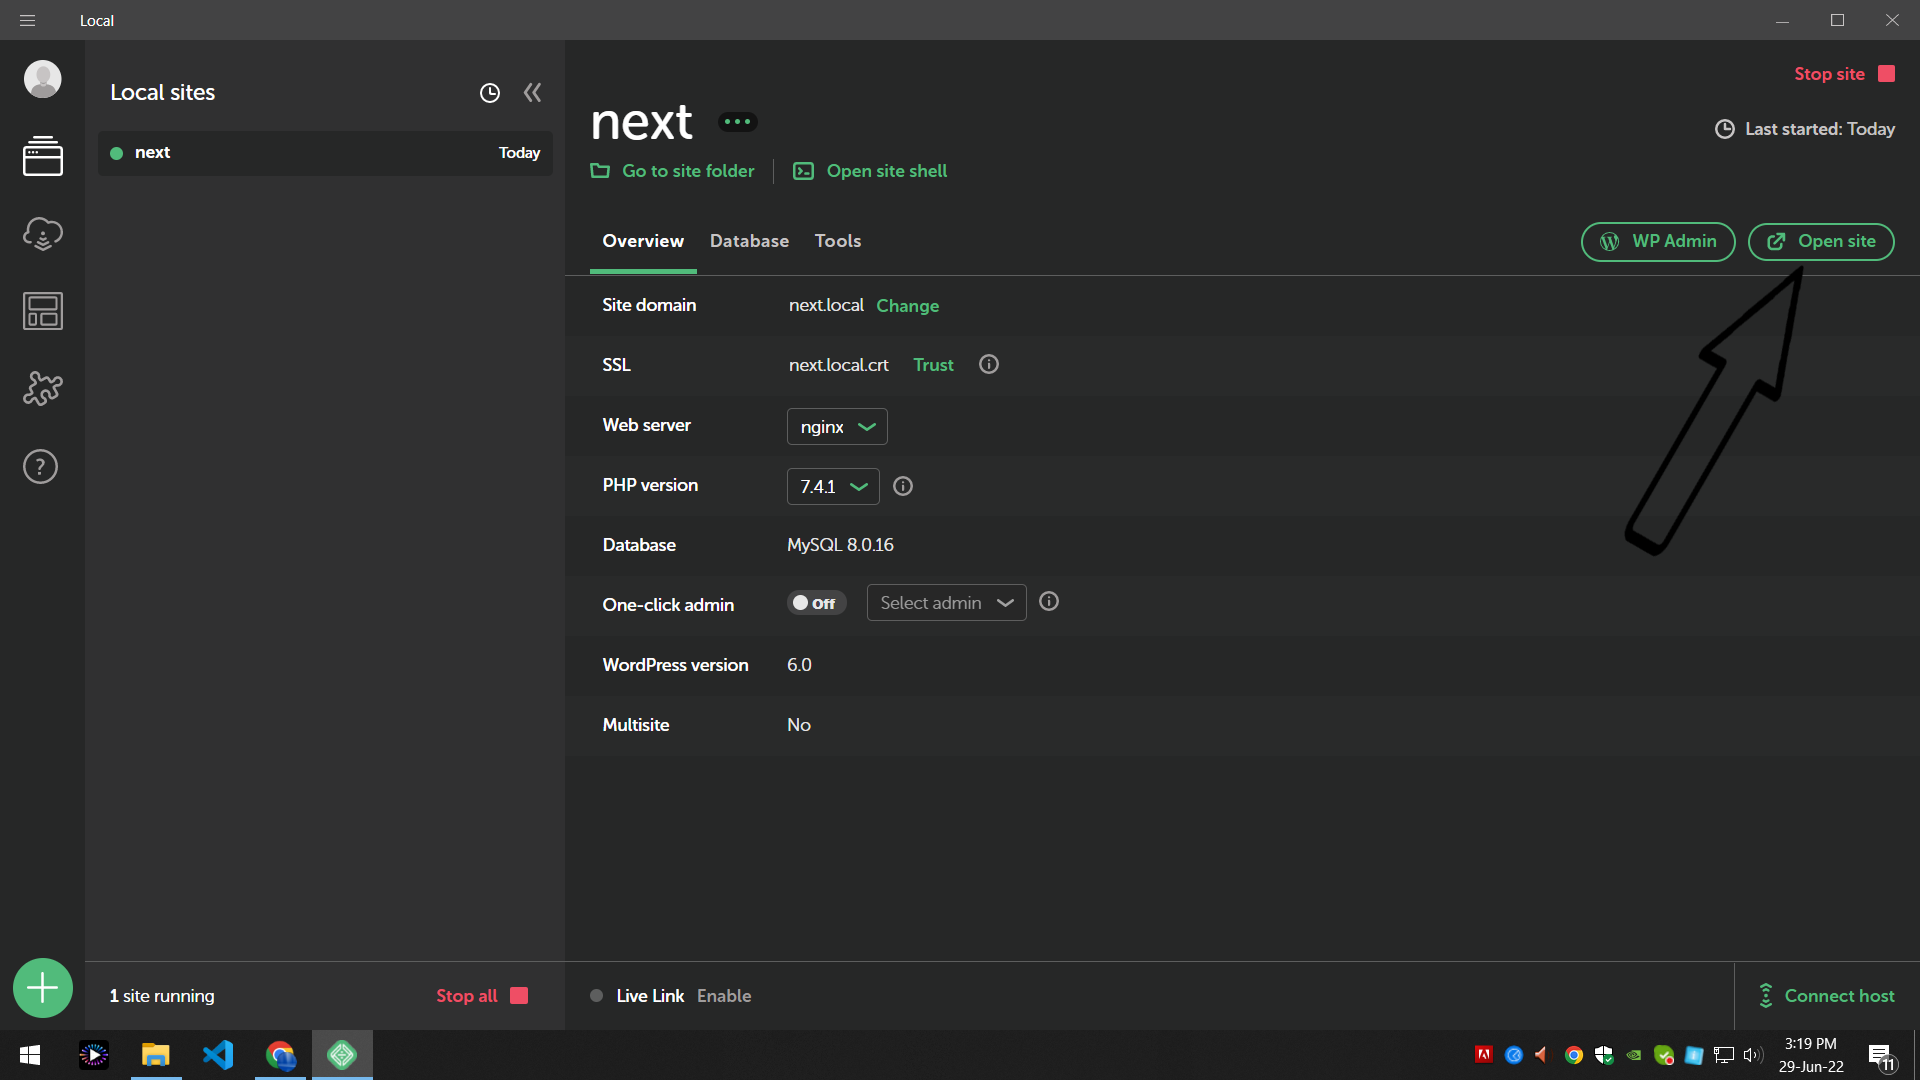 Local
Local sites
next Today
1 site running Stop all
Stop site
next
Last started: Today
Go to site folder Open site shell
Overview Database Tools WP Admin Open site
Site domain next.local Change
SSL next.local.crt Trust
Web server nginx
PHP version 7.4.1
Database MySQL 8.0.16
One-click admin Off Select admin
WordPress version 6.0
Multisite No
Live Link Enable Connect host
3:19 PM
29-Jun-22
11